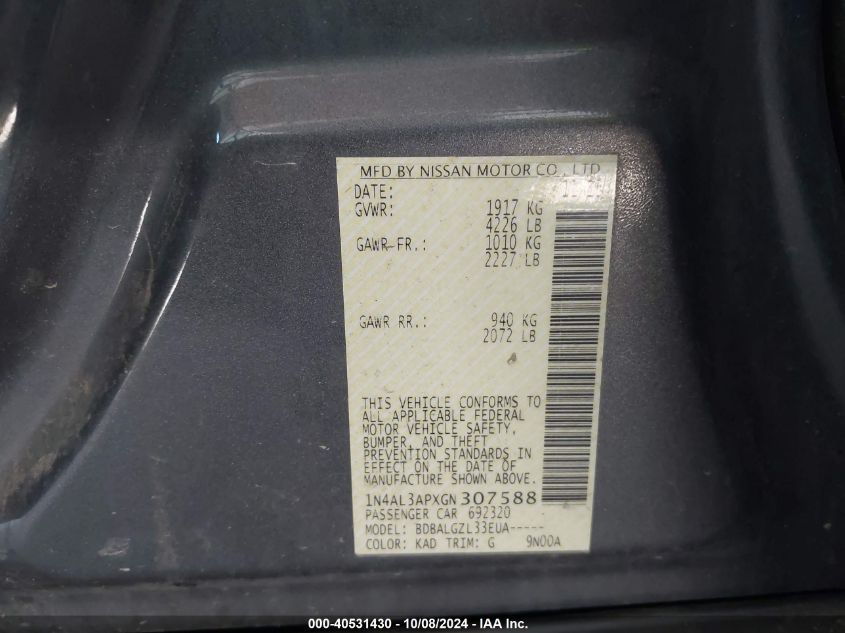 MFD BY NISSAN MOTOR CO., LTD
DATE:
GVWR: 1917 KG
4226 LB
GAWR FR.: 1010 KG
2227 LB
GAWR RR.: 940 KG
2072 LB
THIS VEHICLE CONFORMS TO
ALL APPLICABLE FEDERAL
MOTOR VEHICLE SAFETY,
BUMPER, AND THEFT
PREVENTION STANDARDS IN
EFFECT ON THE DATE OF
MANUFACTURE SHOWN ABOVE.
1N4AL3APXGN307588
PASSENGER CAR 692320
MODEL: BDBALGZL33EUA-----
COLOR: KAD TRIM: G 9N00A
000-40531430 - 10/08/2024 - IAA Inc.